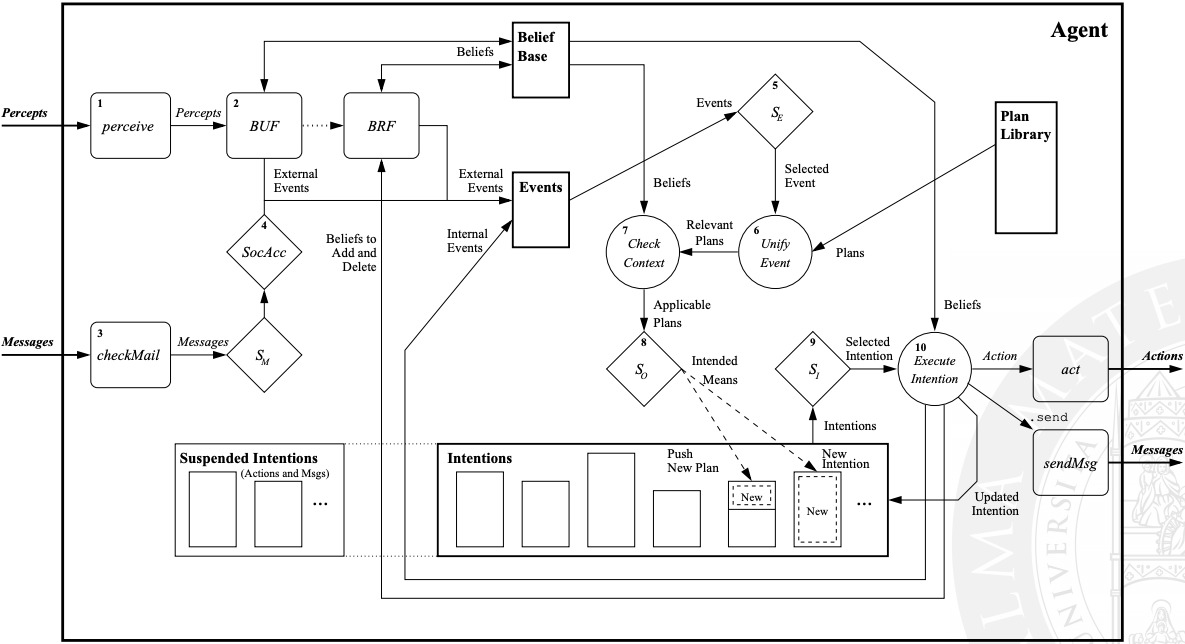 Agent
Belief
Base
Beliefs
Percepts
1
perceive
Percepts
2
BUF
BRF
Events
5
S_E
Plan
Library
External
Events
External
Events
Events
Selected
Event
Beliefs
4
SocAcc
Beliefs to
Add and
Delete
Internal
Events
7
Check
Context
Relevant
Plans
6
Unify
Event
Plans
Applicable
Plans
Beliefs
Messages
3
checkMail
Messages
S_M
8
S_O
Intended
Means
9
S_I
Selected
Intention
10
Execute
Intention
Action
act
Actions
.send
sendMsg
Messages
Intentions
Suspended Intentions
(Actions and Msgs)
...
Intentions
Push
New Plan
New
Intention
New
New
...
Updated
Intention
ALMA MATE
UNIVERS